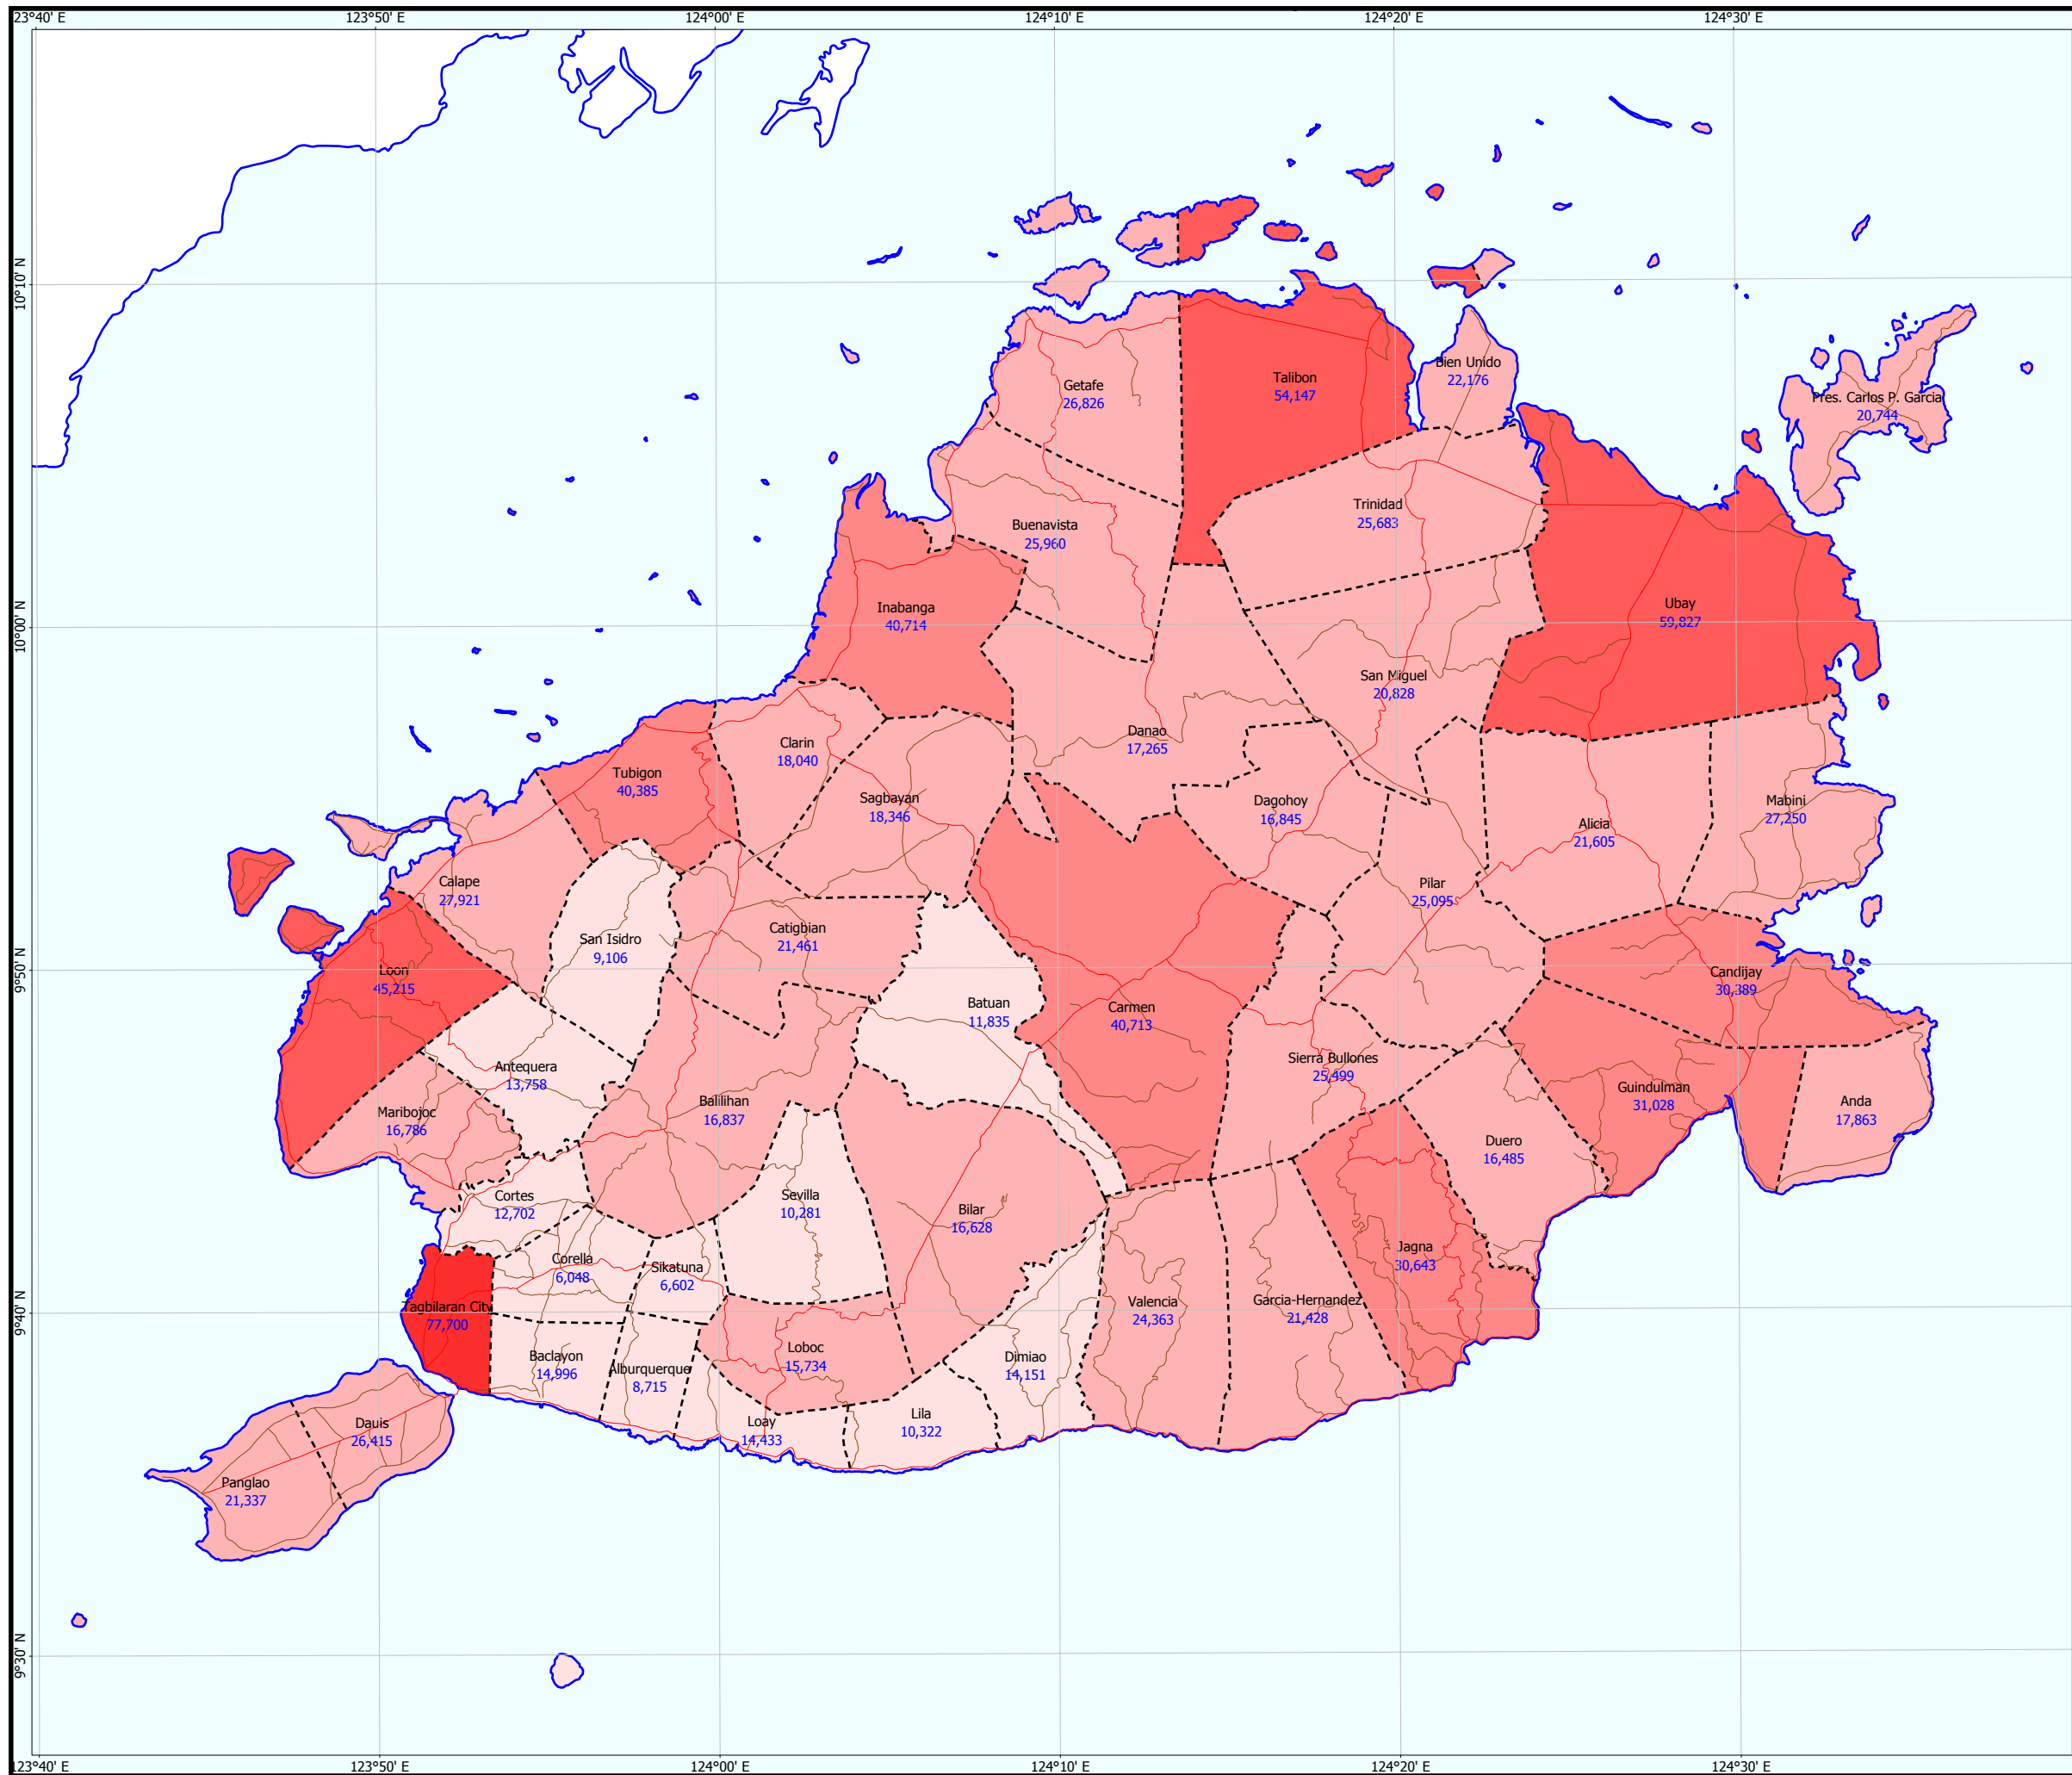 23°40' E
123°50' E
124°00' E
124°10' E
124°20' E
124°30' E
10°10' N
10°00' N
9°50' N
9°40' N
9°30' N
Getafe
26,826
Talibon
54,147
Bien Unido
22,176
Pres. Carlos P. Garcia
20,744
Trinidad
25,683
Buenavista
25,960
Inabanga
40,714
Ubay
59,827
San Miguel
20,828
Danao
17,265
Clarin
18,040
Tubigon
40,385
Sagbayan
18,346
Dagohoy
16,845
Mabini
27,250
Alicia
21,605
Calape
27,921
Pilar
25,095
Catigbian
21,461
San Isidro
9,106
Loon
45,215
Candijay
30,389
Batuan
11,835
Carmen
40,713
Antequera
13,758
Sierra Bullones
25,499
Guindulman
31,028
Anda
17,863
Balilihan
16,837
Maribojoc
16,786
Duero
16,485
Cortes
12,702
Sevilla
10,281
Bilar
16,628
Jagna
30,643
Corella
6,048
Sikatuna
6,602
Tagbilaran City
77,700
Valencia
24,363
Garcia-Hernandez
21,428
Loboc
15,734
Baclayon
14,996
Alburquerque
8,715
Dimiao
14,151
Lila
10,322
Loay
14,433
Dauis
26,415
Panglao
21,337
123°40' E
123°50' E
124°00' E
124°10' E
124°20' E
124°30' E